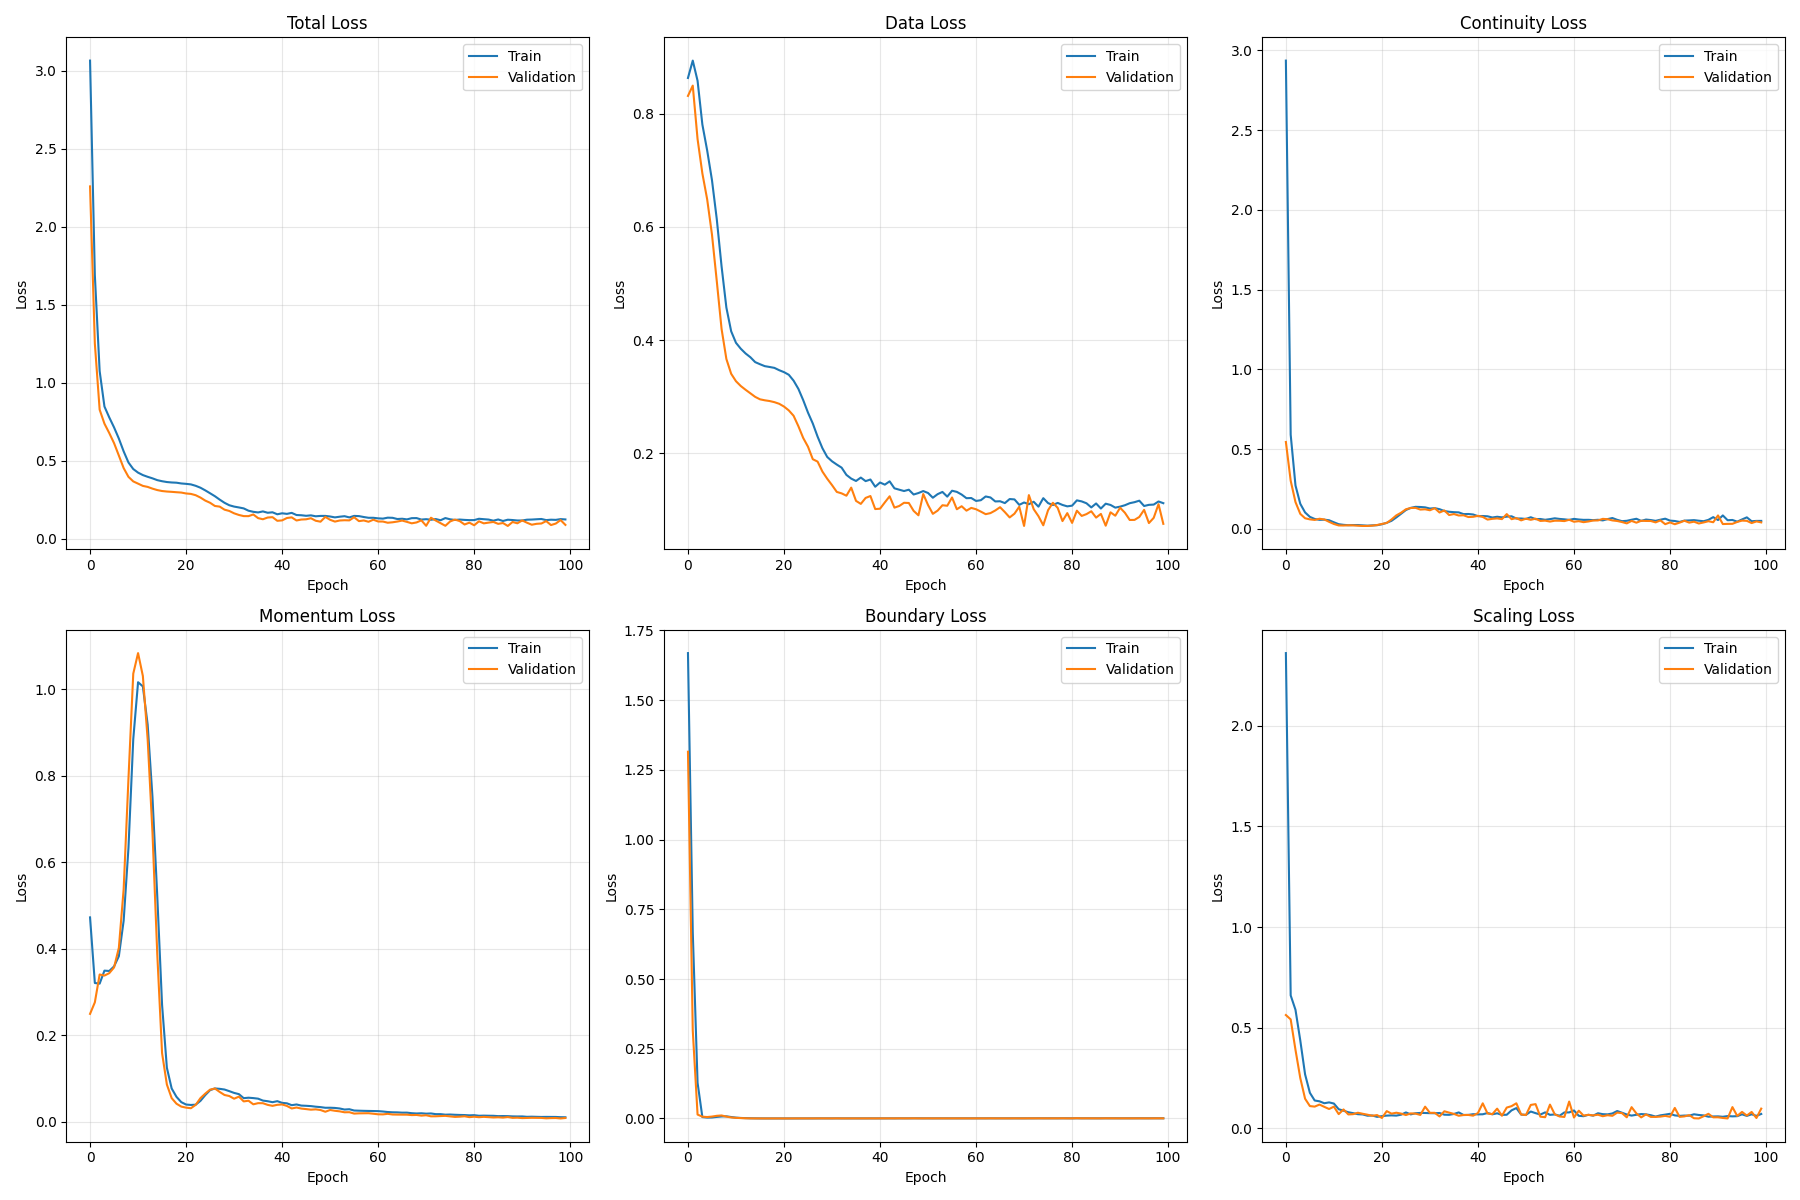 Total Loss
Train
Validation
3.0
2.5
2.0
1.5
1.0
0.5
0.0
Loss
0 20 40 60 80 100
Epoch
Data Loss
Train
Validation
0.8
0.6
0.4
0.2
Loss
0 20 40 60 80 100
Epoch
Continuity Loss
Train
Validation
3.0
2.5
2.0
1.5
1.0
0.5
0.0
Loss
0 20 40 60 80 100
Epoch
Momentum Loss
Train
Validation
1.0
0.8
0.6
0.4
0.2
0.0
Loss
0 20 40 60 80 100
Epoch
Boundary Loss
Train
Validation
1.75
1.50
1.25
1.00
0.75
0.50
0.25
0.00
Loss
0 20 40 60 80 100
Epoch
Scaling Loss
Train
Validation
2.0
1.5
1.0
0.5
0.0
Loss
0 20 40 60 80 100
Epoch